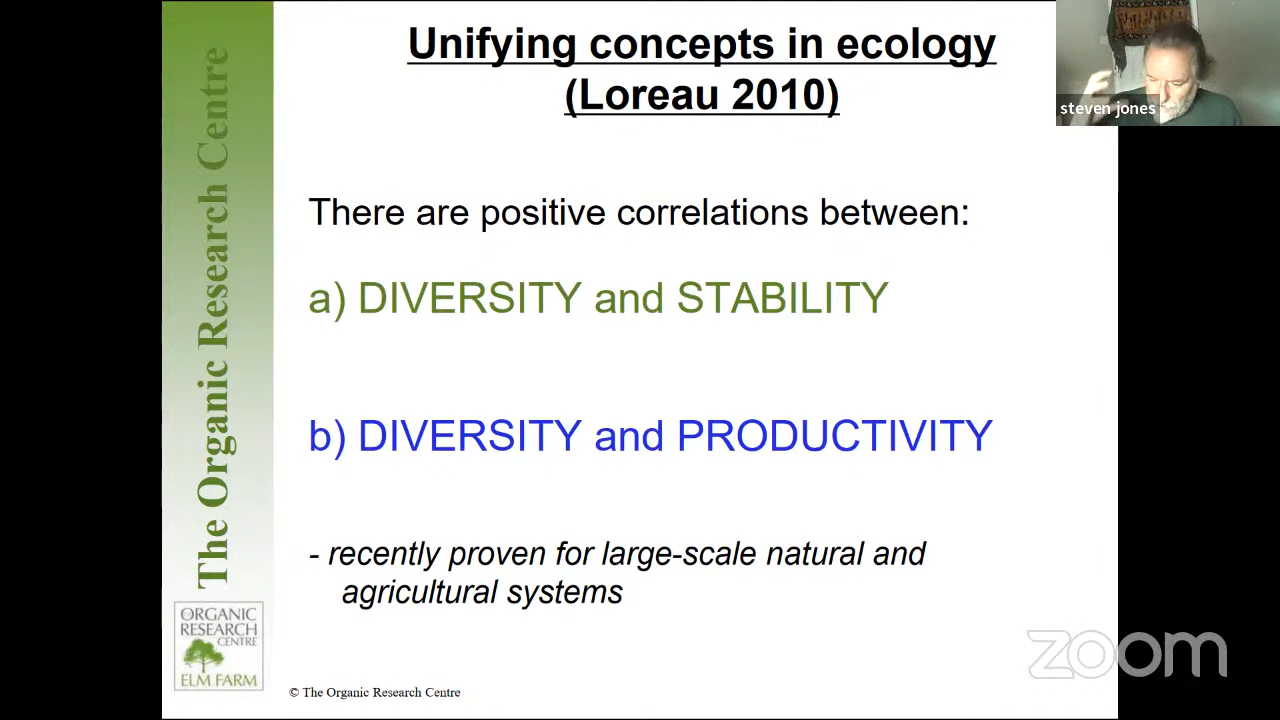 Unifying concepts in ecology
(Loreau 2010)
steven jones
There are positive correlations between:
a) DIVERSITY and STABILITY
b) DIVERSITY and PRODUCTIVITY
- recently proven for large-scale natural and
agricultural systems
The Organic Research Centre
THE
ORGANIC
RESEARCH
CENTRE
ELM FARM
© The Organic Research Centre
zoom